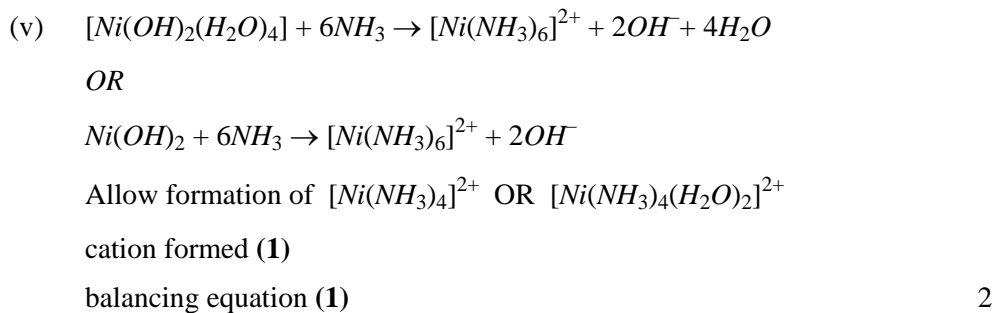 (v) [Ni(OH)₂(H₂O)₄] + 6NH₃ → [Ni(NH₃)₆]²⁺ + 2OH⁻ + 4H₂O
OR
Ni(OH)₂ + 6NH₃ → [Ni(NH₃)₆]²⁺ + 2OH⁻
Allow formation of [Ni(NH₃)₄]²⁺ OR [Ni(NH₃)₄(H₂O)₂]²⁺
cation formed (1)
balancing equation (1) 2